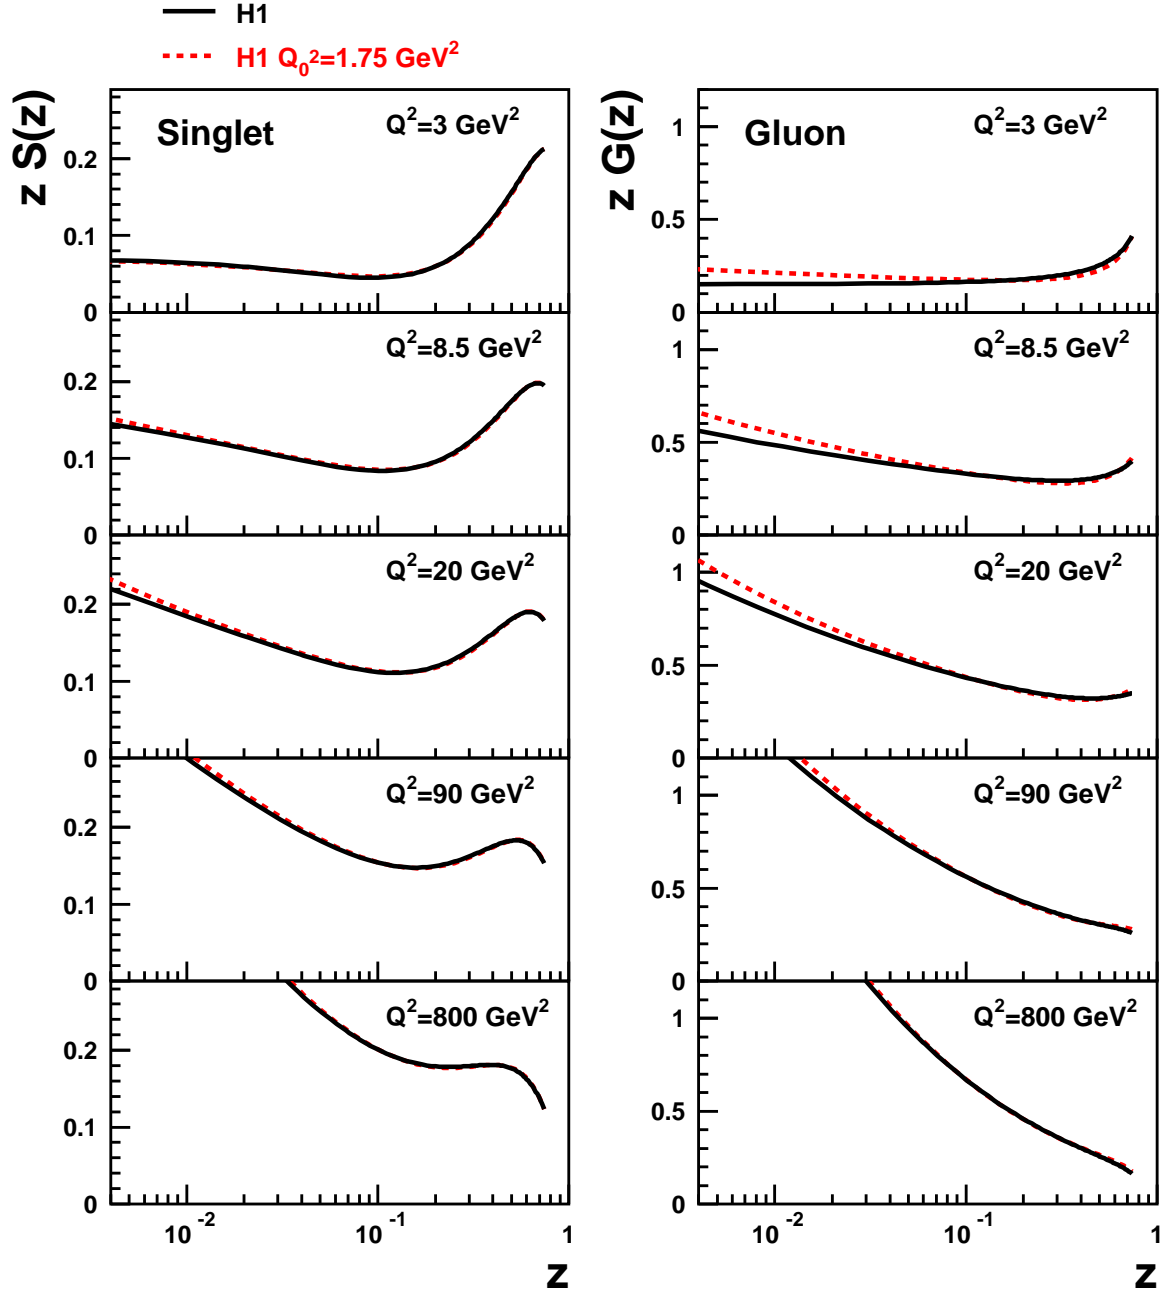 H1
H1 Q₀²=1.75 GeV²
z S(z)
Singlet
Q²=3 GeV²
0.2
0.1
0
Q²=8.5 GeV²
0.2
0.1
0
Q²=20 GeV²
0.2
0.1
0
Q²=90 GeV²
0.2
0.1
0
Q²=800 GeV²
0.2
0.1
0
10⁻² 10⁻¹ 1
z
z G(z)
Gluon
Q²=3 GeV²
1
0.5
0
Q²=8.5 GeV²
1
0.5
0
Q²=20 GeV²
1
0.5
0
Q²=90 GeV²
1
0.5
0
Q²=800 GeV²
1
0.5
0
10⁻² 10⁻¹ 1
z